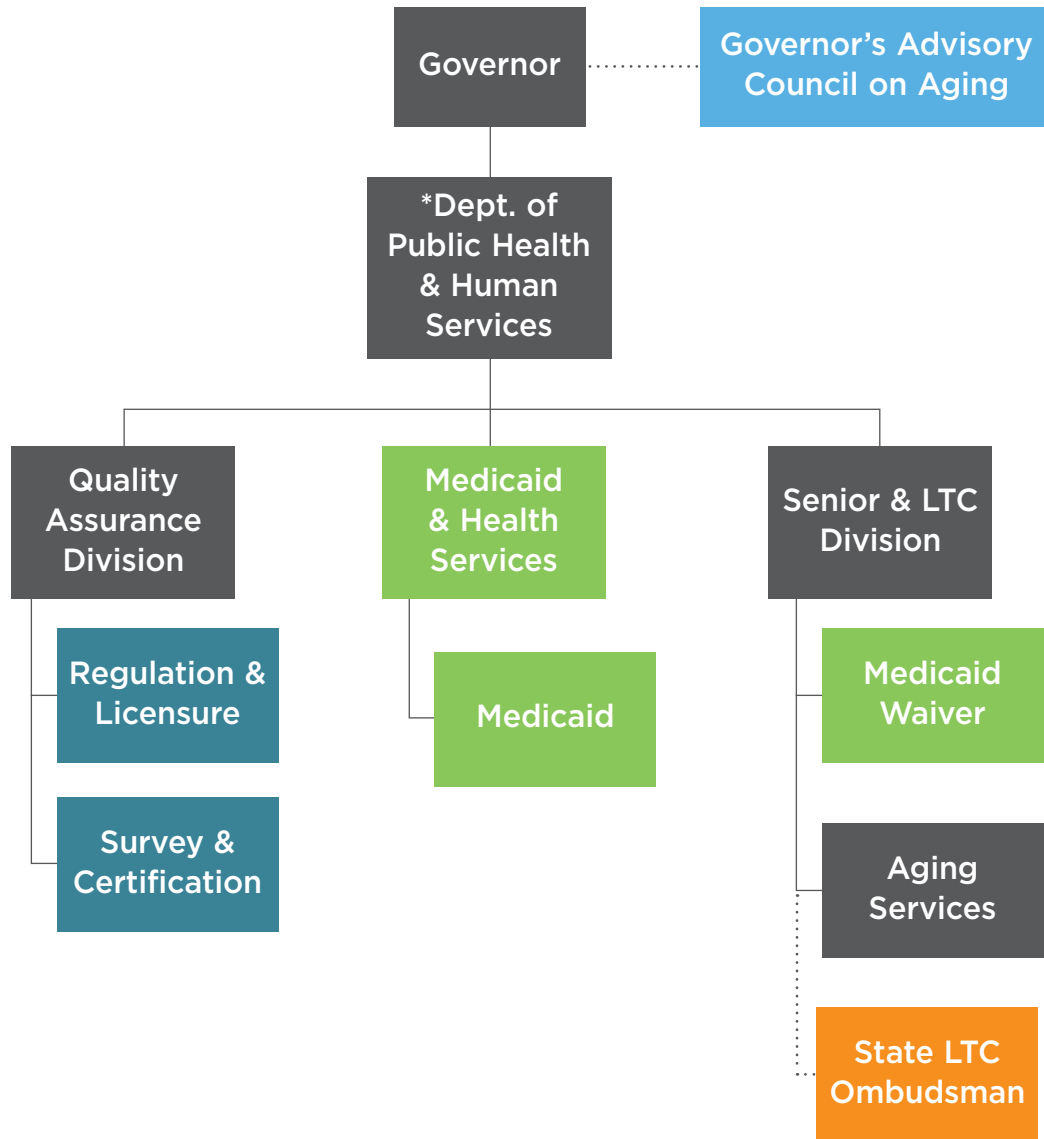 Governor
Governor’s Advisory
Council on Aging
*Dept. of
Public Health
& Human
Services
Quality
Assurance
Division
Medicaid
& Health
Services
Senior & LTC
Division
Regulation &
Licensure
Medicaid
Medicaid
Waiver
Survey &
Certification
Aging
Services
State LTC
Ombudsman